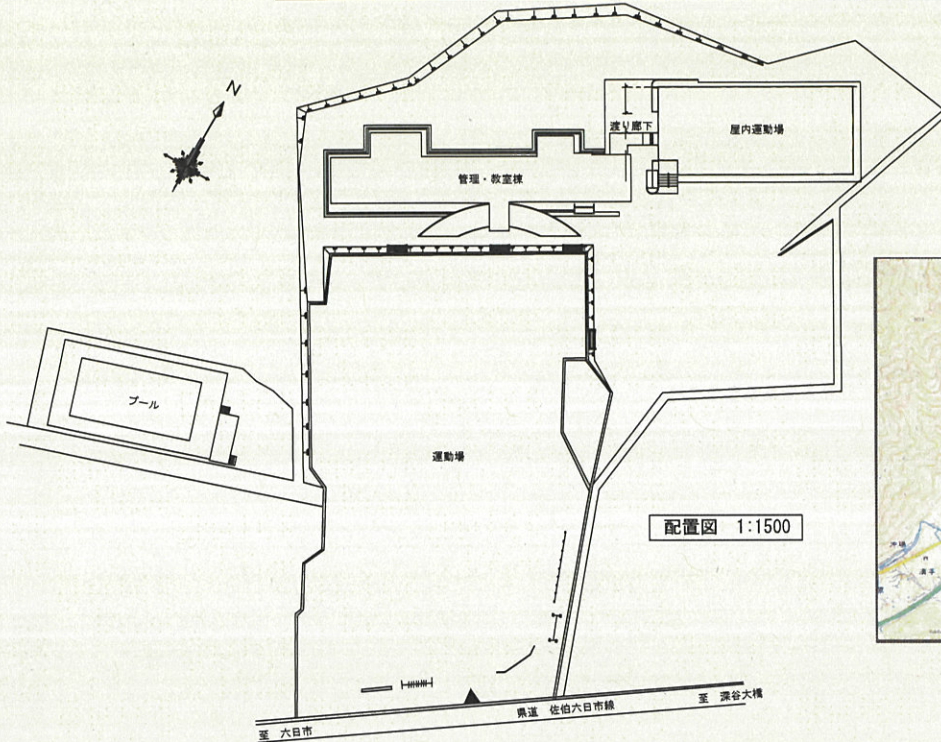 N
渡り廊下
屋内運動場
管理・教室棟
プール
運動場
配置図 1:1500
県道 佐伯六日市線
至 深谷大橋
至 六日市